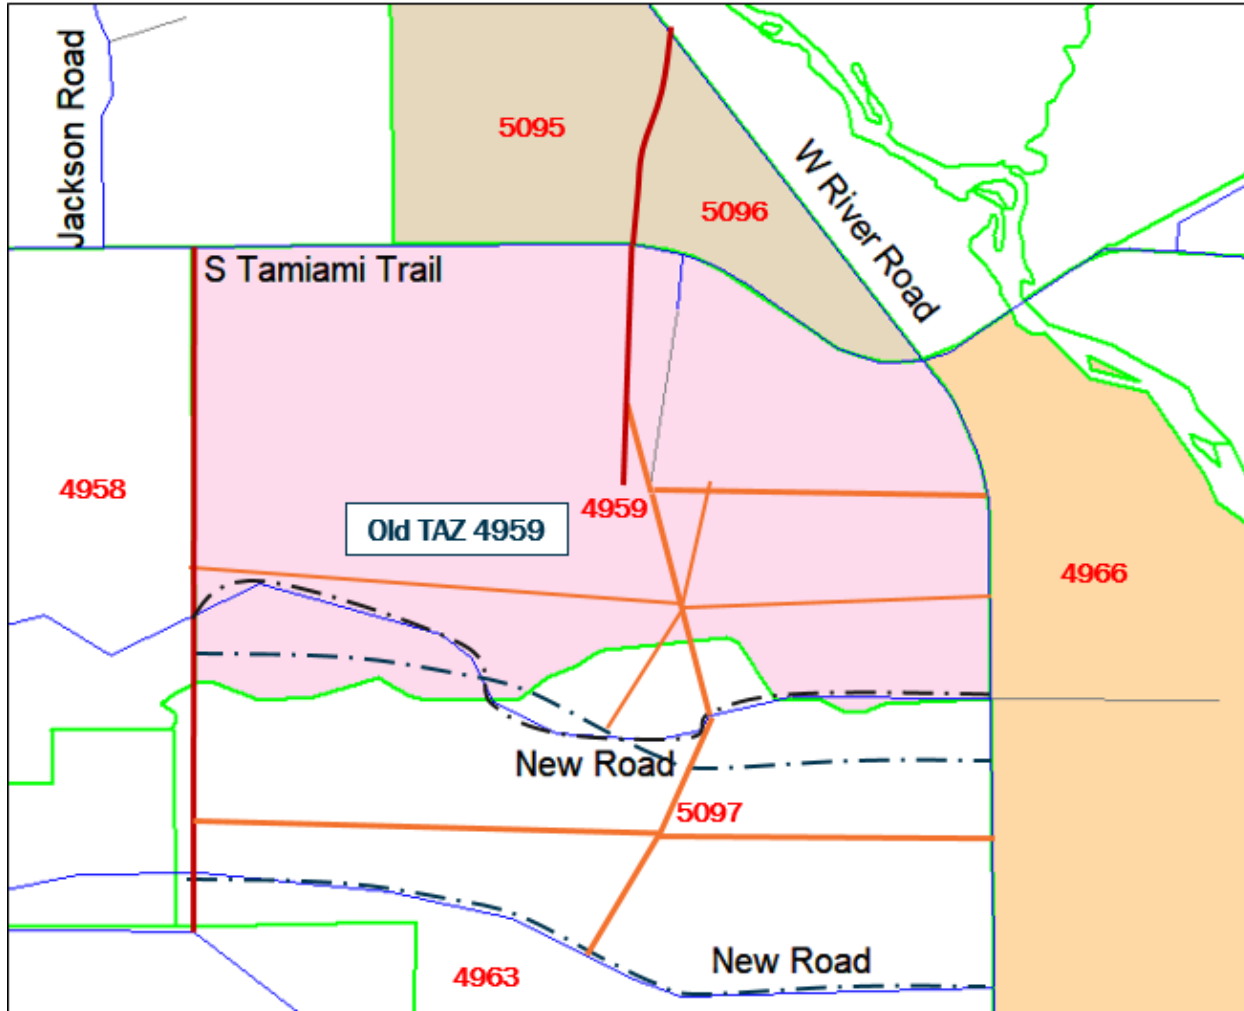 Jackson Road
5095
W River Road
5096
S Tamiami Trail
4958
4959
Old TAZ 4959
4966
New Road
5097
New Road
4963